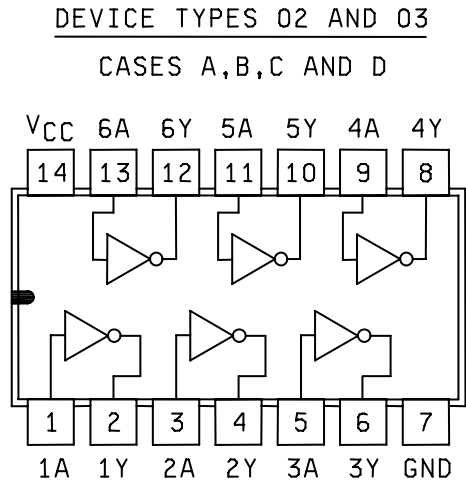 DEVICE TYPES 02 AND 03
CASES A,B,C AND D
VCC 6A 6Y 5A 5Y 4A 4Y
14 13 12 11 10 9 8
1 2 3 4 5 6 7
1A 1Y 2A 2Y 3A 3Y GND